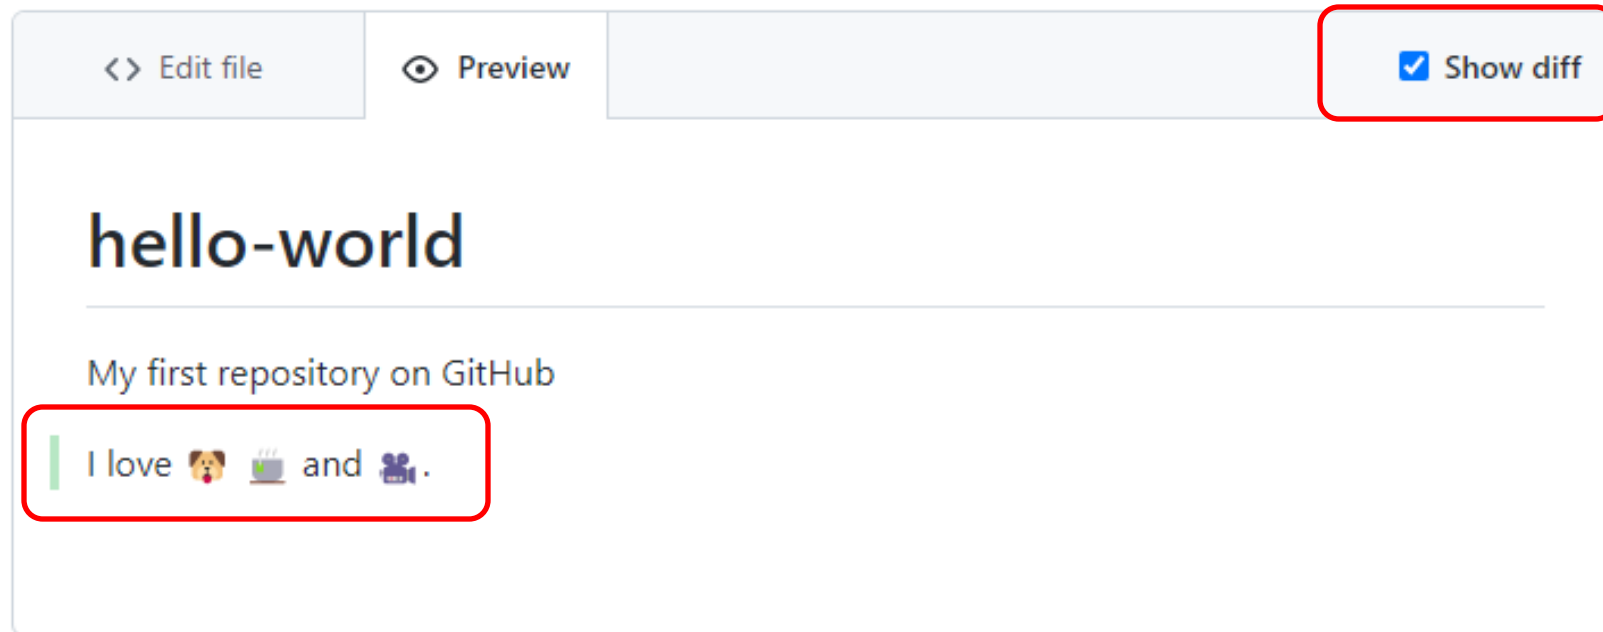 <> Edit file
Preview
Show diff
hello-world
My first repository on GitHub
I love 🐶 🍵 and 🎥.